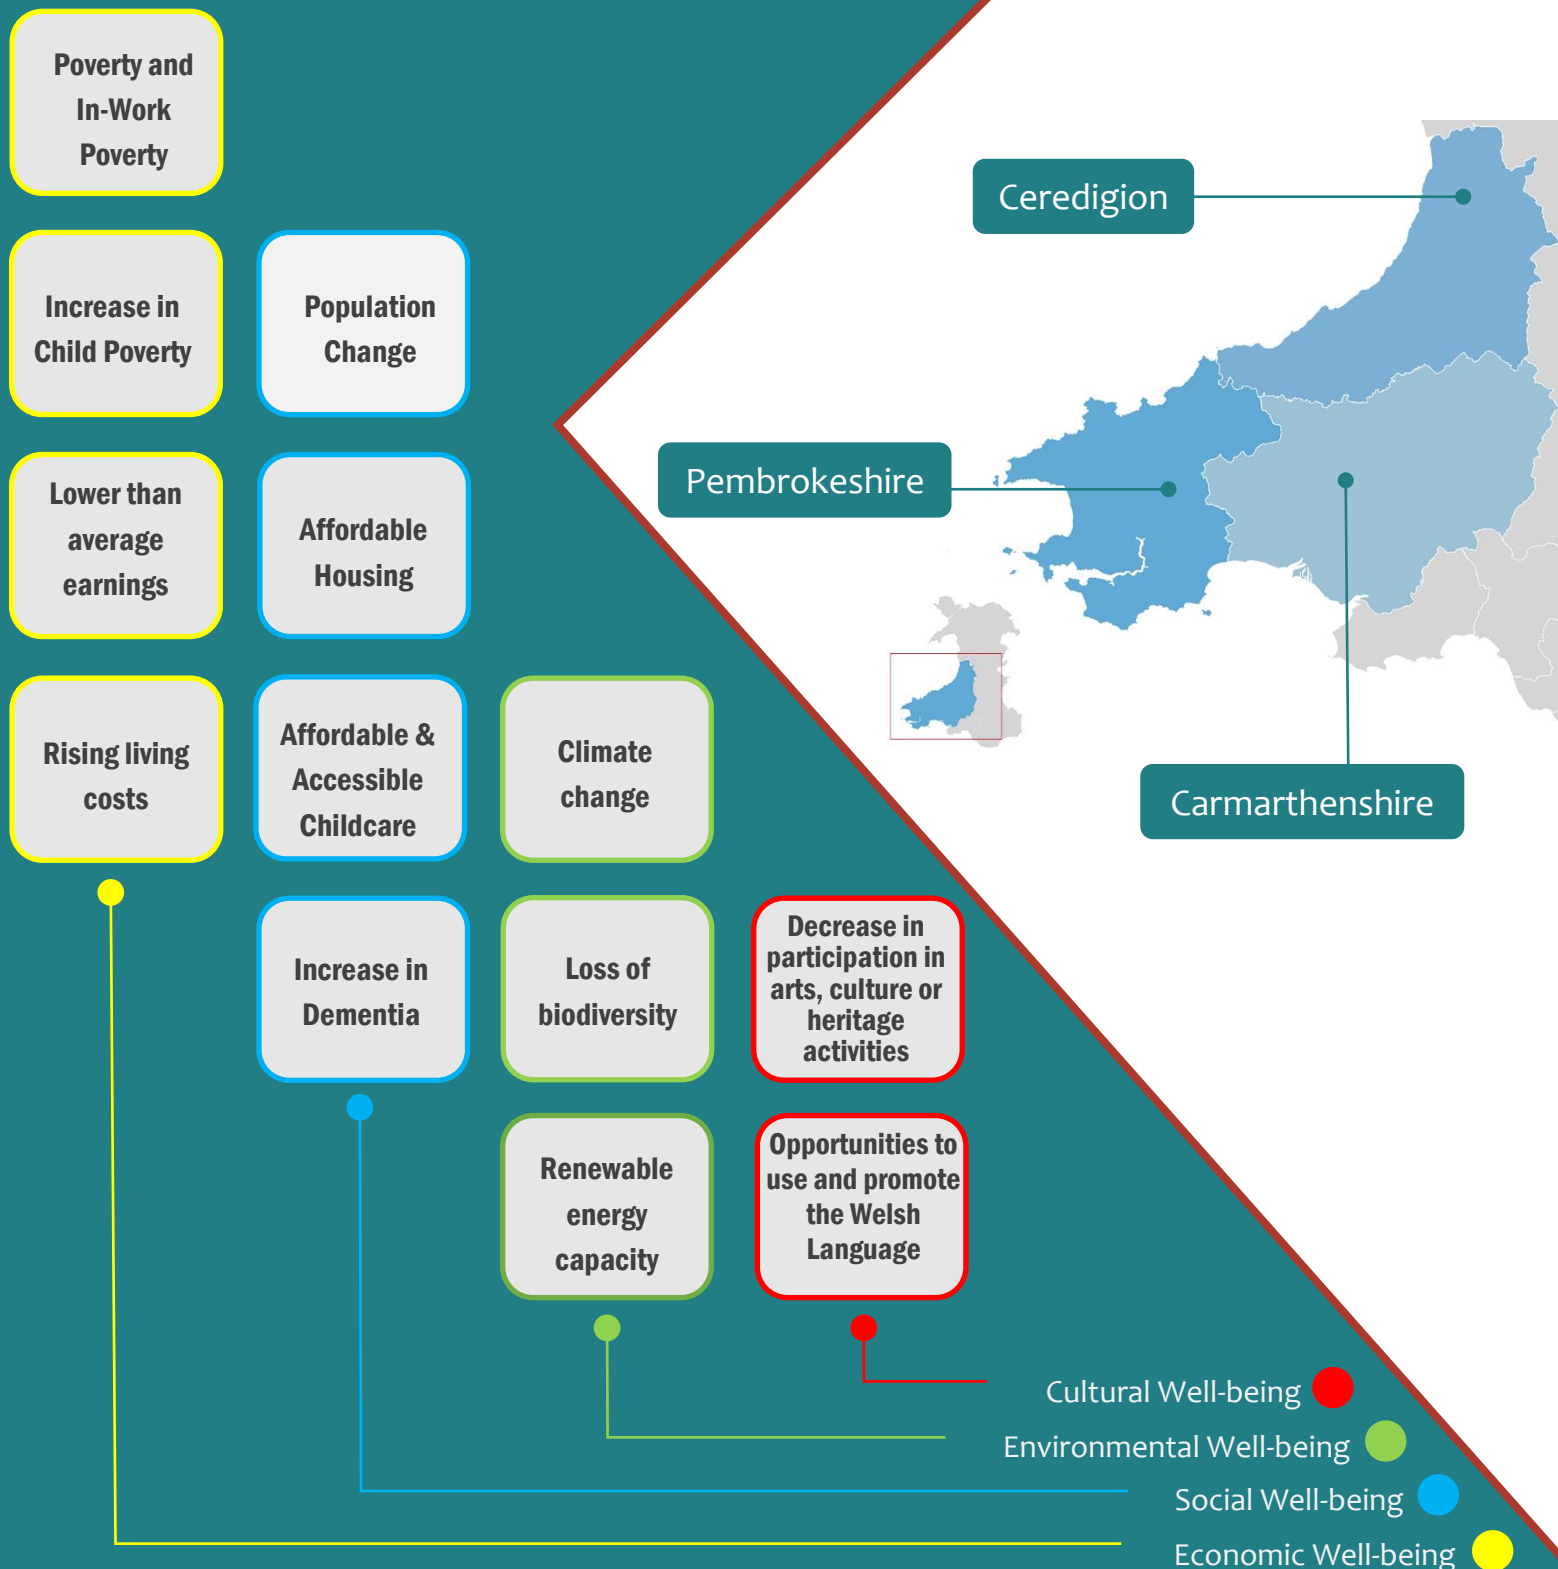 Poverty and
In-Work
Poverty
Increase in
Child Poverty
Population
Change
Lower than
average
earnings
Affordable
Housing
Rising living
costs
Affordable &
Accessible
Childcare
Climate
change
Increase in
Dementia
Loss of
biodiversity
Decrease in
participation in
arts, culture or
heritage
activities
Renewable
energy
capacity
Opportunities to
use and promote
the Welsh
Language
Ceredigion
Pembrokeshire
Carmarthenshire
Cultural Well-being
Environmental Well-being
Social Well-being
Economic Well-being